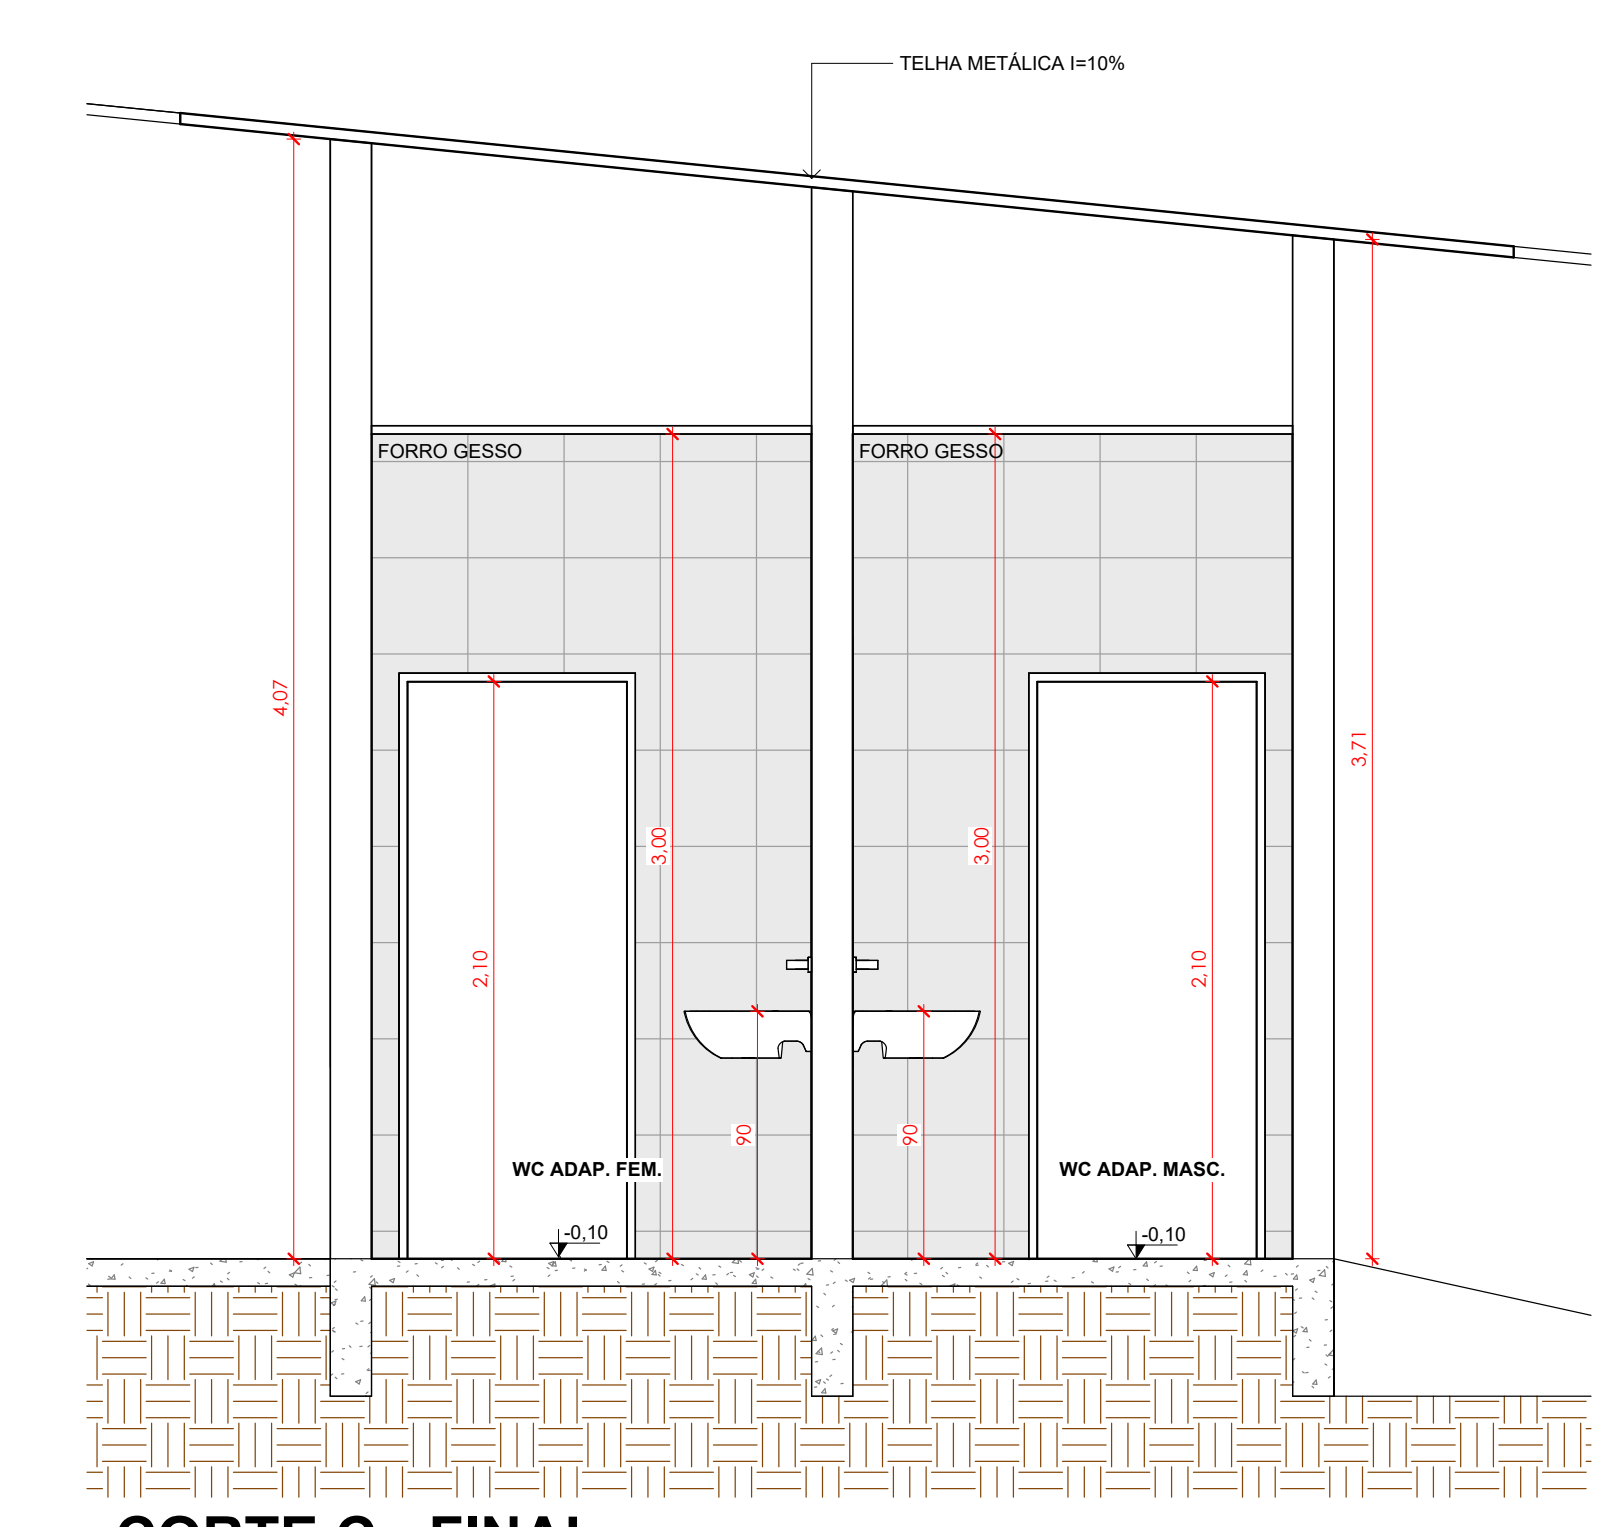 TELHA METÁLICA I=10%
FORRO GESSO
FORRO GESSO
4,07
3,71
3,00
3,00
2,10
2,10
90
90
WC ADAP. FEM.
WC ADAP. MASC.
-0,10
-0,10